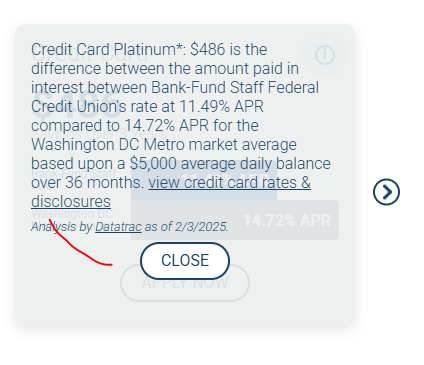 Credit Card Platinum*: $486 is the
difference between the amount paid in
interest between Bank-Fund Staff Federal
Credit Union's rate at 11.49% APR
compared to 14.72% APR for the
Washington DC Metro market average
based upon a $5,000 average daily balance
over 36 months. view credit card rates &
disclosures
14.72% APR
Analysis by Datatrac as of 2/3/2025.
CLOSE
APPLY NOW